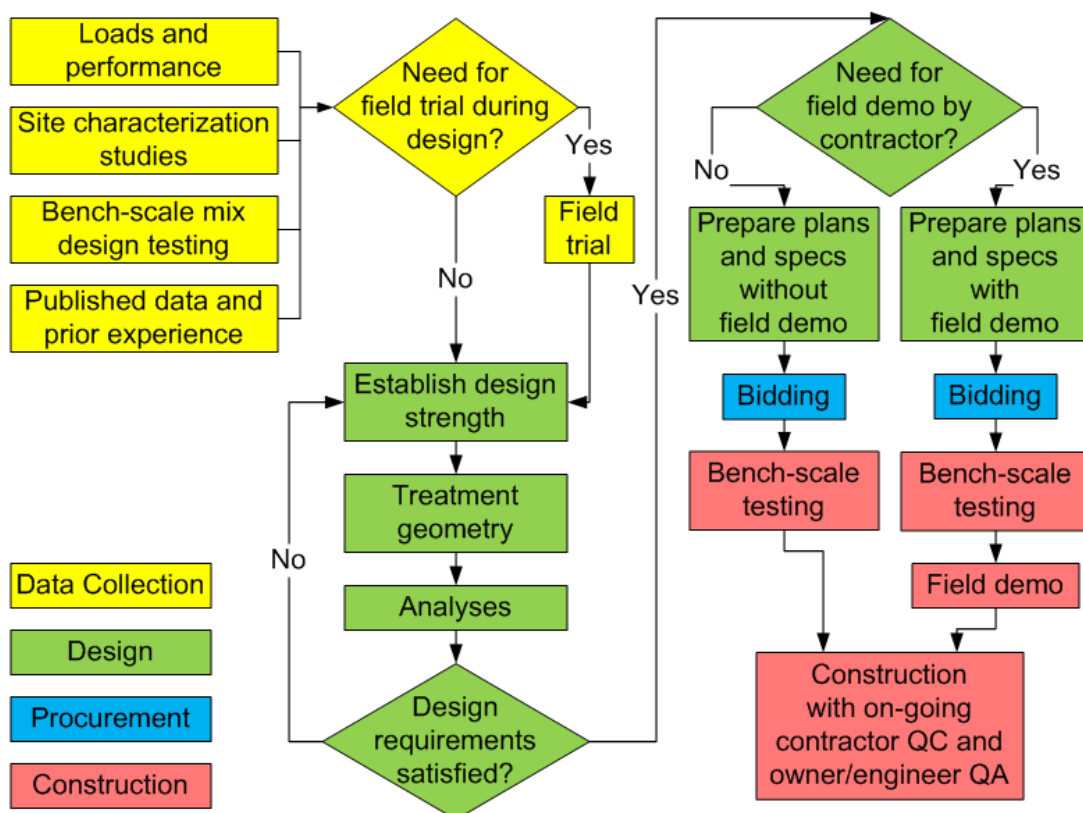 Loads and
performance
Site characterization
studies
Bench-scale mix
design testing
Published data and
prior experience
Need for
field trial during
design?
Yes
Field
trial
No
Establish design
strength
Treatment
geometry
Analyses
Design
requirements
satisfied?
No
Yes
Need for
field demo by
contractor?
No
Yes
Prepare plans
and specs
without
field demo
Prepare plans
and specs
with
field demo
Bidding
Bidding
Bench-scale
testing
Bench-scale
testing
Field demo
Construction
with on-going
contractor QC and
owner/engineer QA
Data Collection
Design
Procurement
Construction